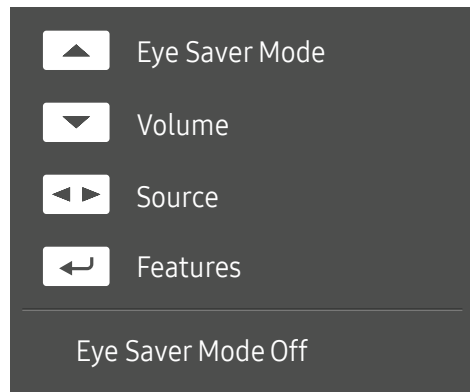 Eye Saver Mode
Volume
Source
Features
Eye Saver Mode Off